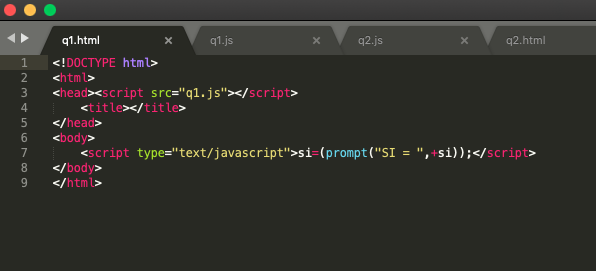 q1.html × q1.js × q2.js × q2.html
1 <!DOCTYPE html>
2 <html>
3 <head><script src="q1.js"></script>
4     <title></title>
5 </head>
6 <body>
7     <script type="text/javascript">si=(prompt("SI = ",+si));</script>
8 </body>
9 </html>